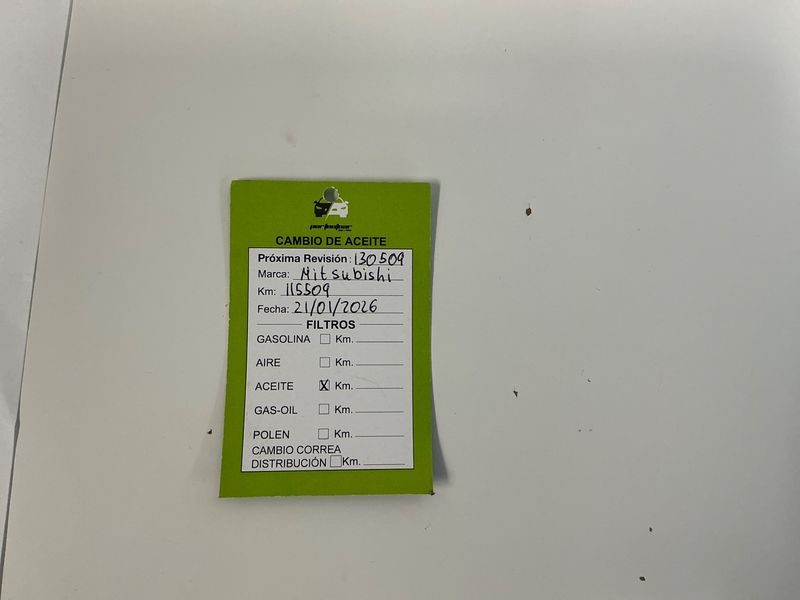 CAMBIO DE ACEITE
Próxima Revisión: 130509
Marca: Mitsubishi
Km: 115509
Fecha: 21/01/2026
FILTROS
GASOLINA Km.
AIRE Km.
ACEITE X Km.
GAS-OIL Km.
POLEN Km.
CAMBIO CORREA
DISTRIBUCIÓN Km.